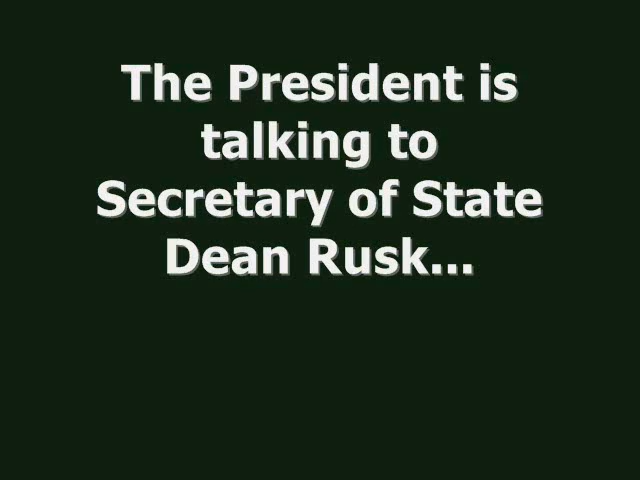 The President is
talking to
Secretary of State
Dean Rusk...